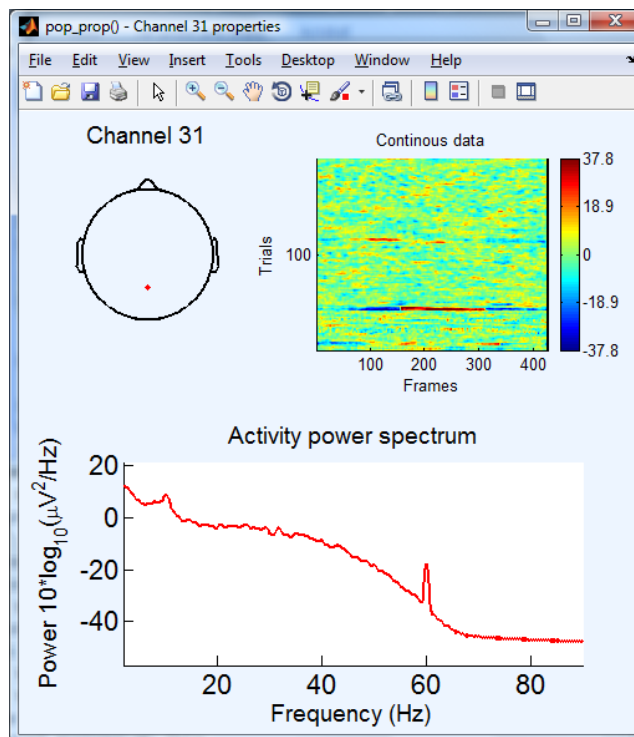 pop_prop() - Channel 31 properties
File Edit View Insert Tools Desktop Window Help
Channel 31
Continous data
Trials
100
100 200 300 400
Frames
37.8
18.9
0
-18.9
-37.8
Activity power spectrum
Power 10*log10(μV2/Hz)
20
0
-20
-40
20 40 60 80
Frequency (Hz)